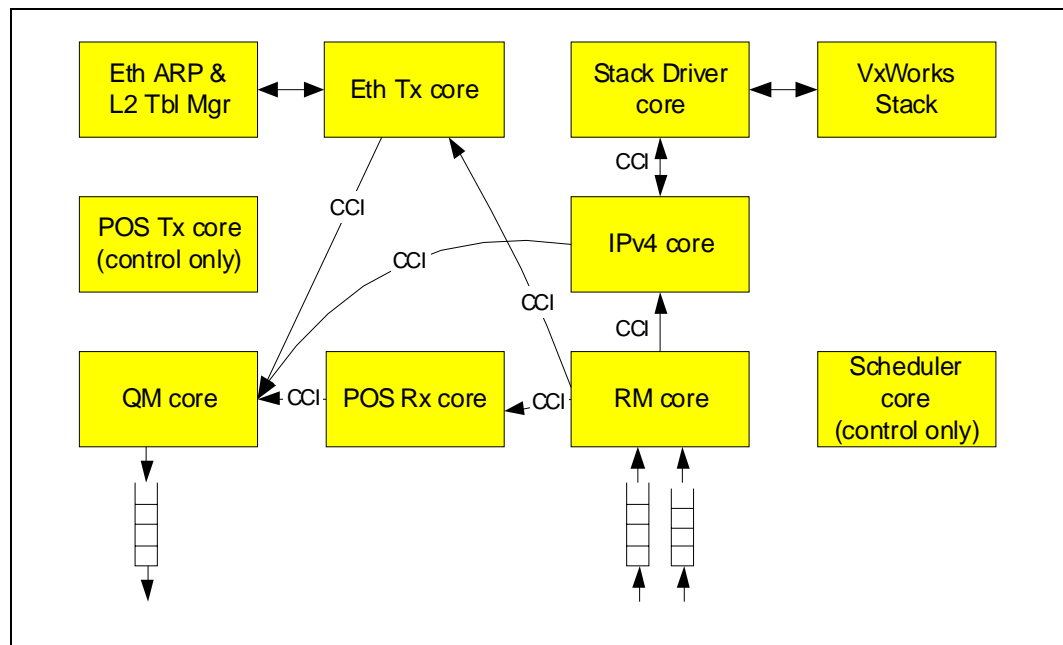 Eth ARP &
L2 Tbl Mgr
Eth Tx core
Stack Driver
core
VxWorks
Stack
CCI
CCI
POS Tx core
(control only)
IPv4 core
CCI
CCI
CCI
QM core
CCI
POS Rx core
CCI
RM core
Scheduler
core
(control only)